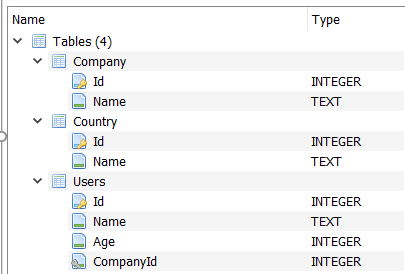 Name Type
Tables (4)
Company
Id INTEGER
Name TEXT
Country
Id INTEGER
Name TEXT
Users
Id INTEGER
Name TEXT
Age INTEGER
CompanyId INTEGER